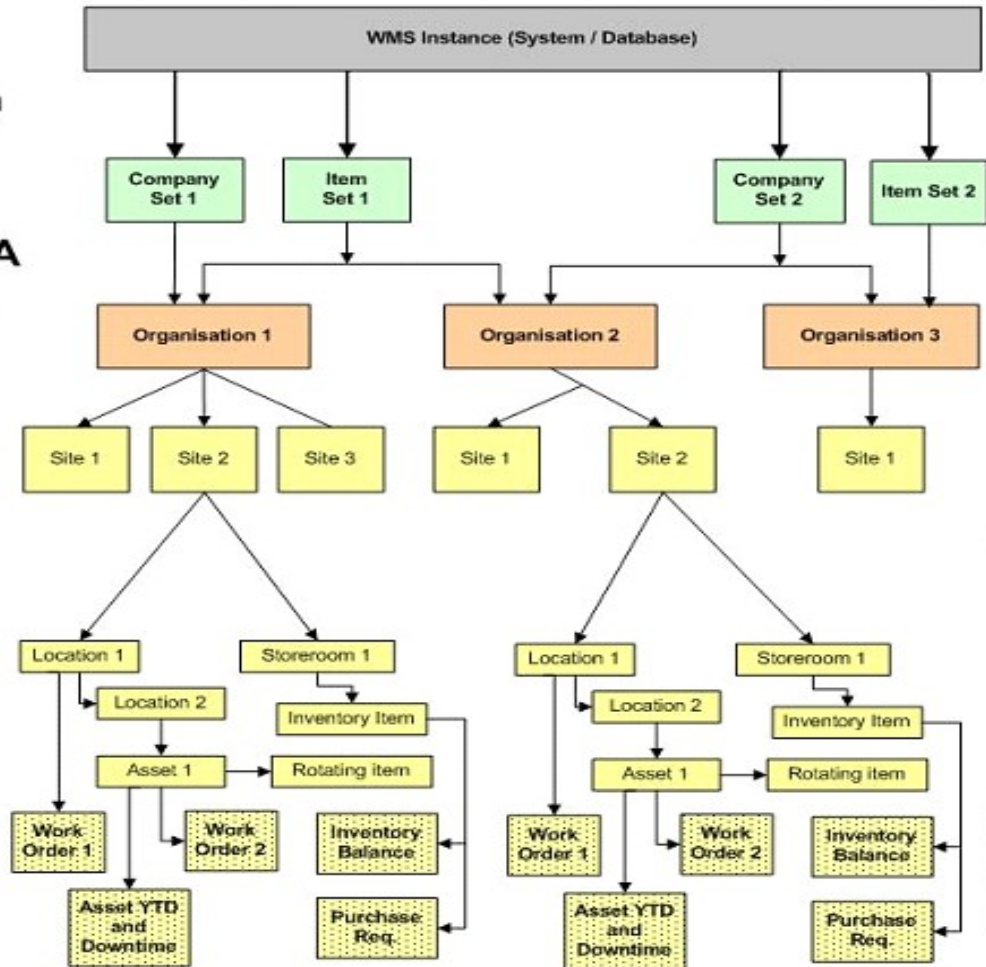 WMS Instance (System / Database)
Company
Set 1
Item
Set 1
Company
Set 2
Item Set 2
A
Organisation 1
Organisation 2
Organisation 3
Site 1
Site 2
Site 3
Site 1
Site 2
Site 1
Location 1
Storeroom 1
Location 2
Inventory Item
Asset 1
Rotating item
Work
Order 1
Work
Order 2
Inventory
Balance
Asset YTD
and
Downtime
Purchase
Req.
Location 1
Storeroom 1
Location 2
Inventory Item
Asset 1
Rotating item
Work
Order 1
Work
Order 2
Inventory
Balance
Asset YTD
and
Downtime
Purchase
Req.